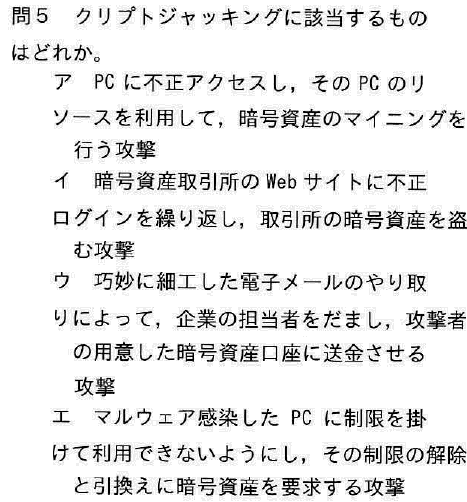 問５　クリプトジャッキングに該当するもの
はどれか。
ア　PC に不正アクセスし，その PC のリ
ソースを利用して，暗号資産のマイニングを
行う攻撃
イ　暗号資産取引所の Web サイトに不正
ログインを繰り返し，取引所の暗号資産を盗
む攻撃
ウ　巧妙に細工した電子メールのやり取
りによって，企業の担当者をだまし，攻撃者
の用意した暗号資産口座に送金させる
攻撃
エ　マルウェア感染した PC に制限を掛
けて利用できないようにし，その制限の解除
と引換えに暗号資産を要求する攻撃